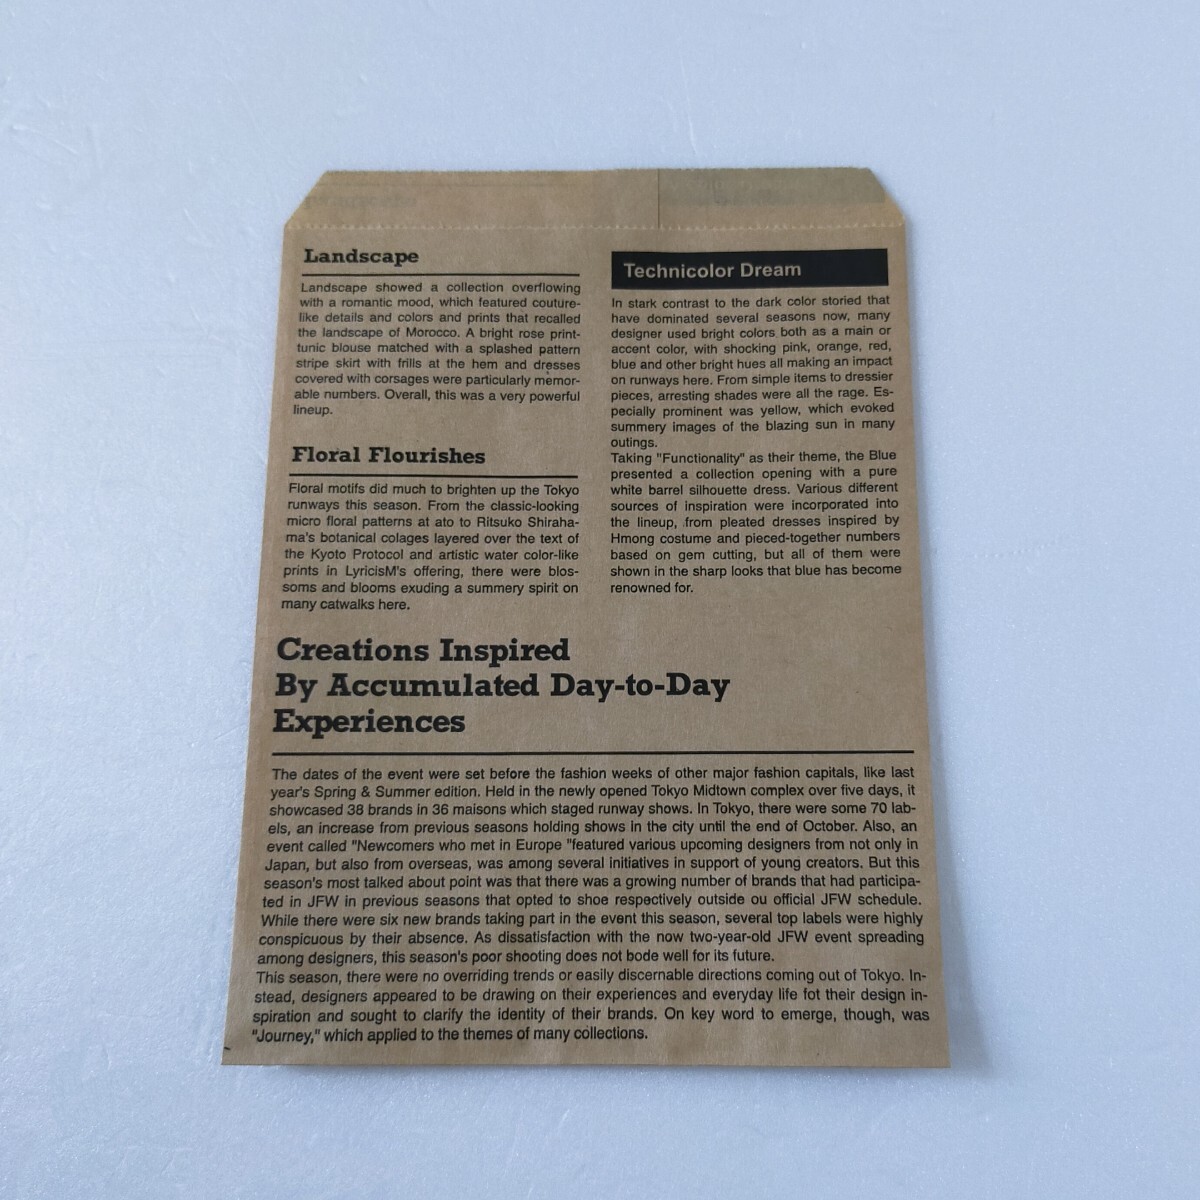 Landscape
Landscape showed a collection overflowing
with a romantic mood, which featured couture-
like details and colors and prints that recalled
the landscape of Morocco. A bright rose print-
tunic blouse matched with a splashed pattern
stripe skirt with frills at the hem and dresses
covered with corsages were particularly memor-
able numbers. Overall, this was a very powerful
lineup.
Floral Flourishes
Floral motifs did much to brighten up the Tokyo
runways this season. From the classic-looking
micro floral patterns at ato to Ritsuko Shiraha-
ma's botanical colages layered over the text of
the Kyoto Protocol and artistic water color-like
prints in LyricisM's offering, there were blos-
soms and blooms exuding a summery spirit on
many catwalks here.
Technicolor Dream
In stark contrast to the dark color storied that
have dominated several seasons now, many
designer used bright colors both as a main or
accent color, with shocking pink, orange, red,
blue and other bright hues all making an impact
on runways here. From simple items to dressier
pieces, arresting shades were all the rage. Es-
pecially prominent was yellow, which evoked
summery images of the blazing sun in many
outings.
Taking "Functionality" as their theme, the Blue
presented a collection opening with a pure
white barrel silhouette dress. Various different
sources of inspiration were incorporated into
the lineup, from pleated dresses inspired by
Hmong costume and pieced-together numbers
based on gem cutting, but all of them were
shown in the sharp looks that blue has become
renowned for.
Creations Inspired
By Accumulated Day-to-Day
Experiences
The dates of the event were set before the fashion weeks of other major fashion capitals, like last
year's Spring & Summer edition. Held in the newly opened Tokyo Midtown complex over five days, it
showcased 38 brands in 36 maisons which staged runway shows. In Tokyo, there were some 70 lab-
els, an increase from previous seasons holding shows in the city until the end of October. Also, an
event called "Newcomers who met in Europe "featured various upcoming designers from not only in
Japan, but also from overseas, was among several initiatives in support of young creators. But this
season's most talked about point was that there was a growing number of brands that had participa-
ted in JFW in previous seasons that opted to shoe respectively outside ou official JFW schedule.
While there were six new brands taking part in the event this season, several top labels were highly
conspicuous by their absence. As dissatisfaction with the now two-year-old JFW event spreading
among designers, this season's poor shooting does not bode well for its future.
This season, there were no overriding trends or easily discernable directions coming out of Tokyo. In-
stead, designers appeared to be drawing on their experiences and everyday life fot their design in-
spiration and sought to clarify the identity of their brands. On key word to emerge, though, was
"Journey," which applied to the themes of many collections.